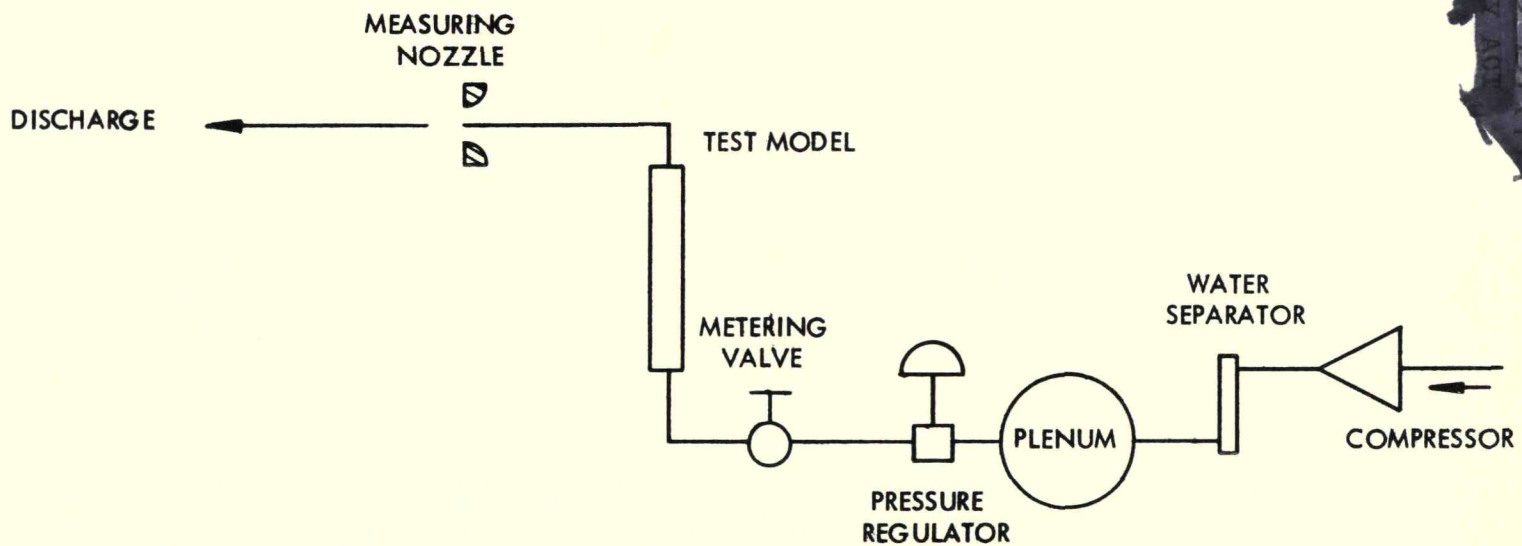 MEASURING
NOZZLE
DISCHARGE
TEST MODEL
METERING
VALVE
WATER
SEPARATOR
PLENUM
COMPRESSOR
PRESSURE
REGULATOR